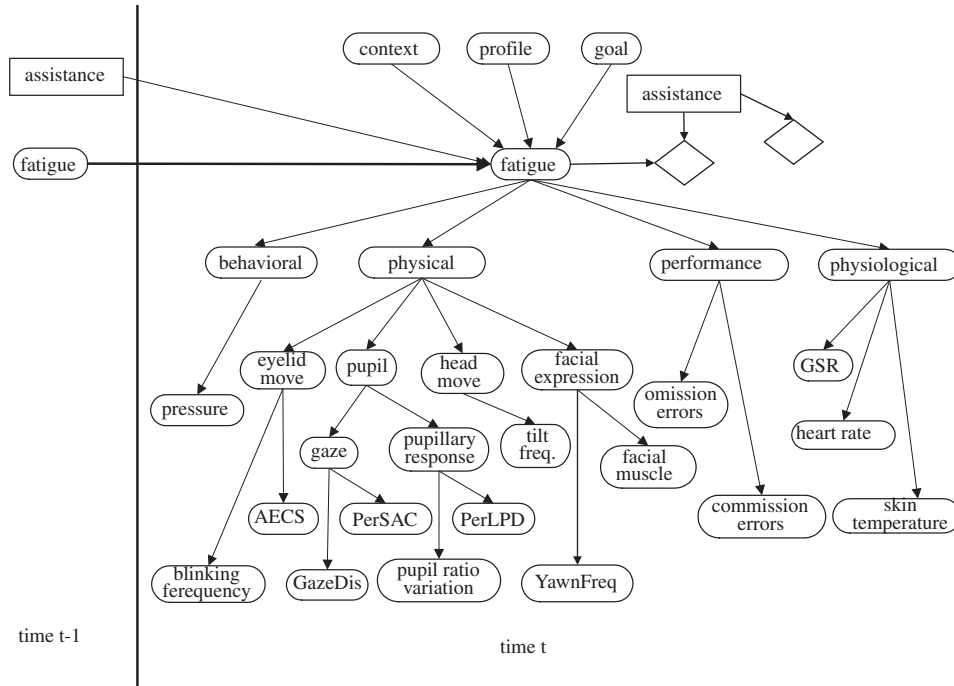 context
profile
goal
assistance
assistance
fatigue
fatigue
behavioral
physical
performance
physiological
eyelid
move
pupil
head
move
facial
expression
GSR
pressure
omission
errors
heart rate
gaze
pupillary
response
tilt
freq.
facial
muscle
AECS
PerSAC
PerLPD
commission
errors
skin
temperature
blinking
ferequency
GazeDis
pupil ratio
variation
YawnFreq
time t-1
time t